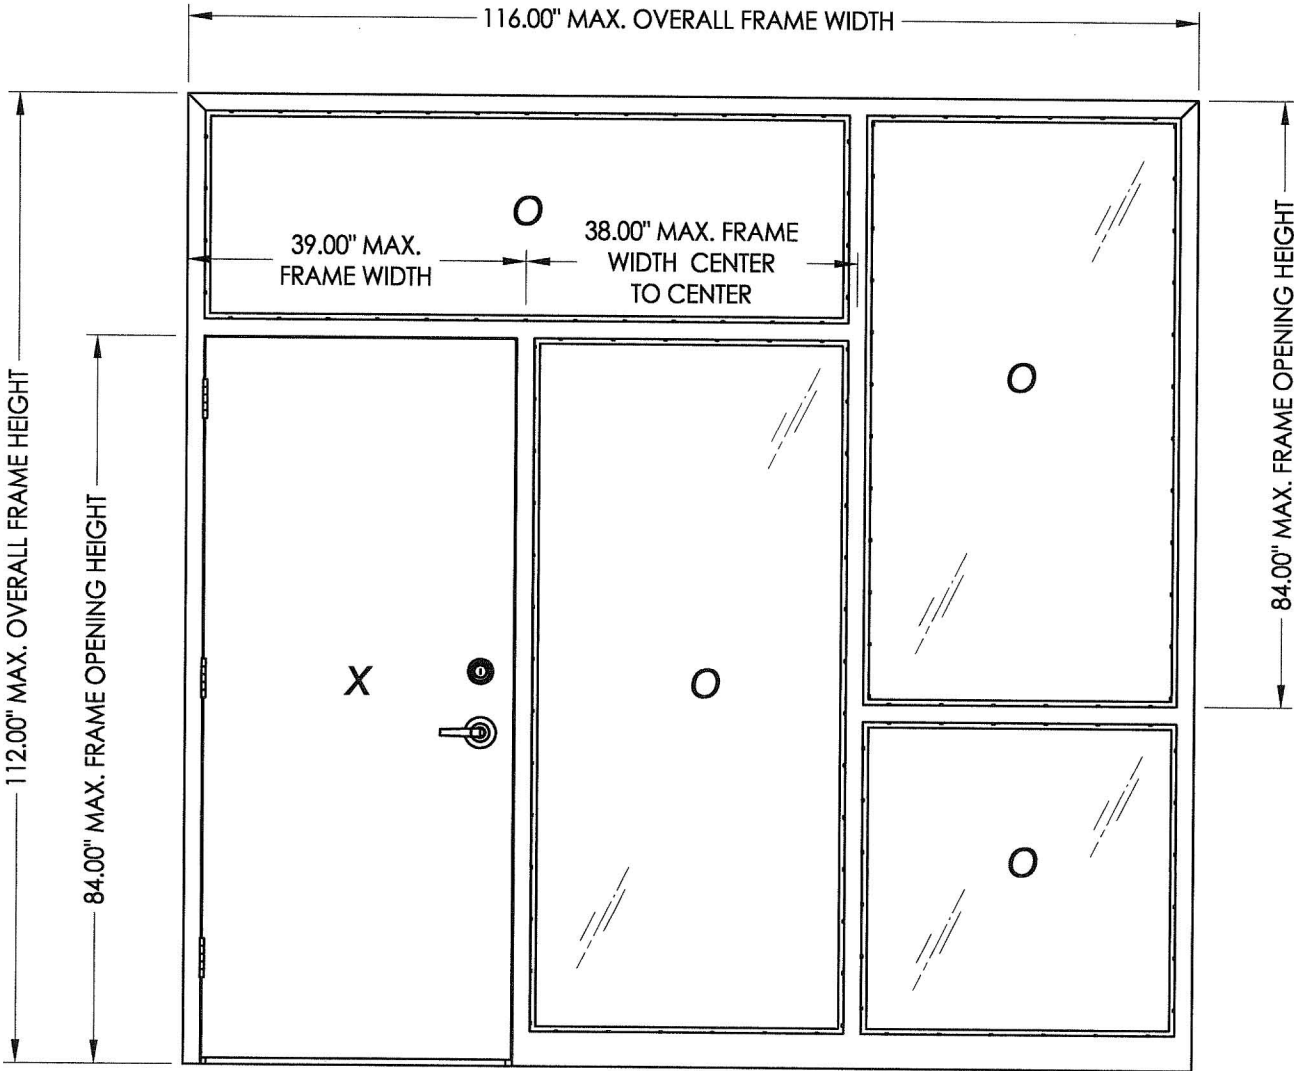 116.00" MAX. OVERALL FRAME WIDTH
O
39.00" MAX.
FRAME WIDTH
38.00" MAX. FRAME
WIDTH CENTER
TO CENTER
112.00" MAX. OVERALL FRAME HEIGHT
84.00" MAX. FRAME OPENING HEIGHT
X
O
O
O
84.00" MAX. FRAME OPENING HEIGHT